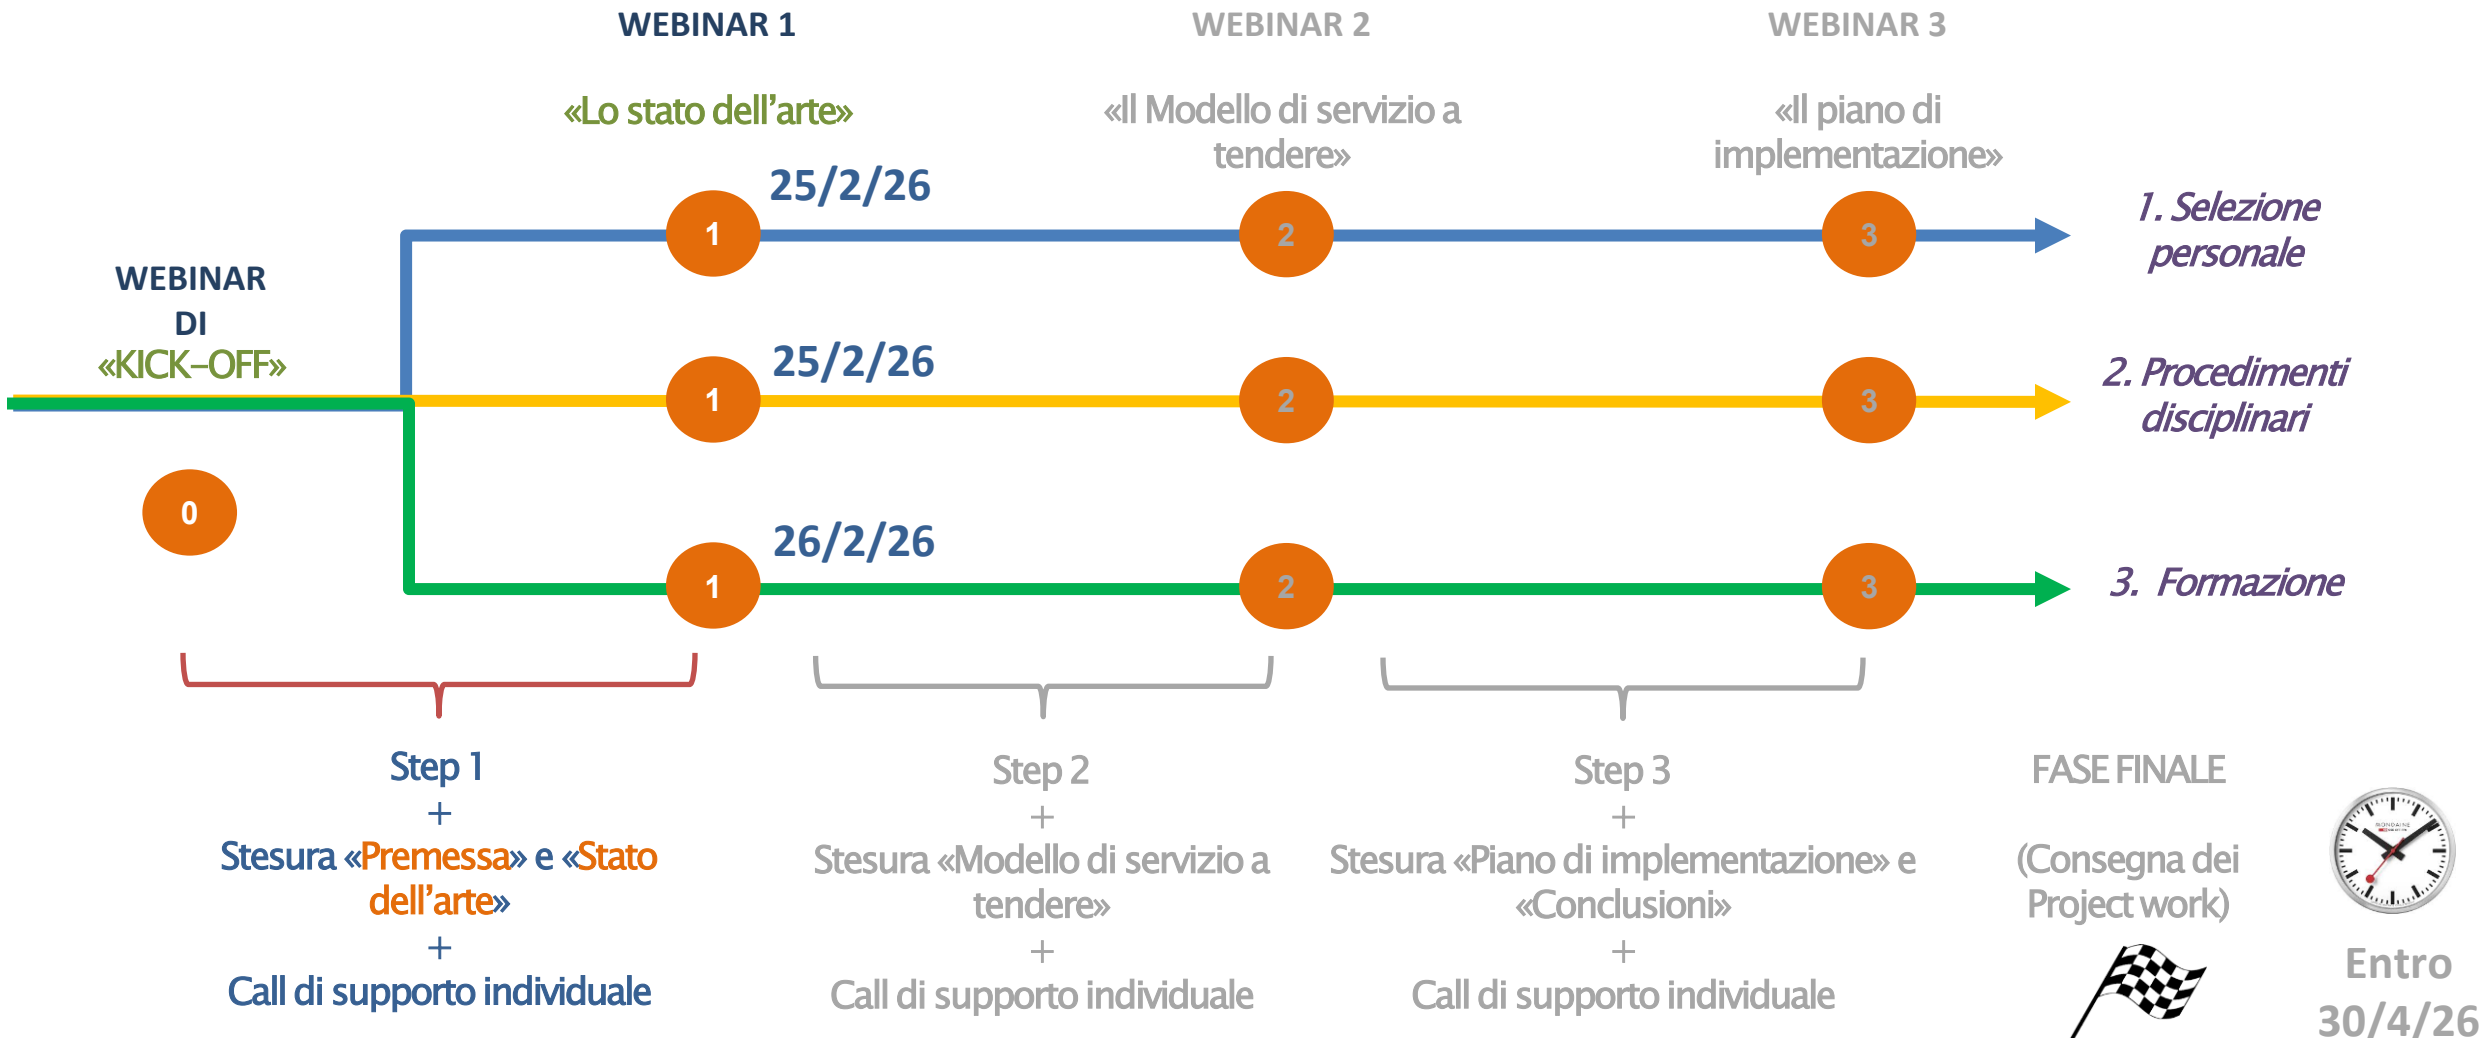 WEBINAR 1
«Lo stato dell'arte»
WEBINAR 2
«Il Modello di servizio a
tendere»
WEBINAR 3
«Il piano di
implementazione»
WEBINAR
DI
«KICK–OFF»
0
25/2/26
1
2
3
1. Selezione
personale
25/2/26
1
2
3
2. Procedimenti
disciplinari
26/2/26
1
2
3
3. Formazione
Step 1
+
Stesura «Premessa» e «Stato
dell'arte»
+
Call di supporto individuale
Step 2
+
Stesura «Modello di servizio a
tendere»
+
Call di supporto individuale
Step 3
+
Stesura «Piano di implementazione» e
«Conclusioni»
+
Call di supporto individuale
FASE FINALE
(Consegna dei
Project work)
MONDAINE
Entro
30/4/26